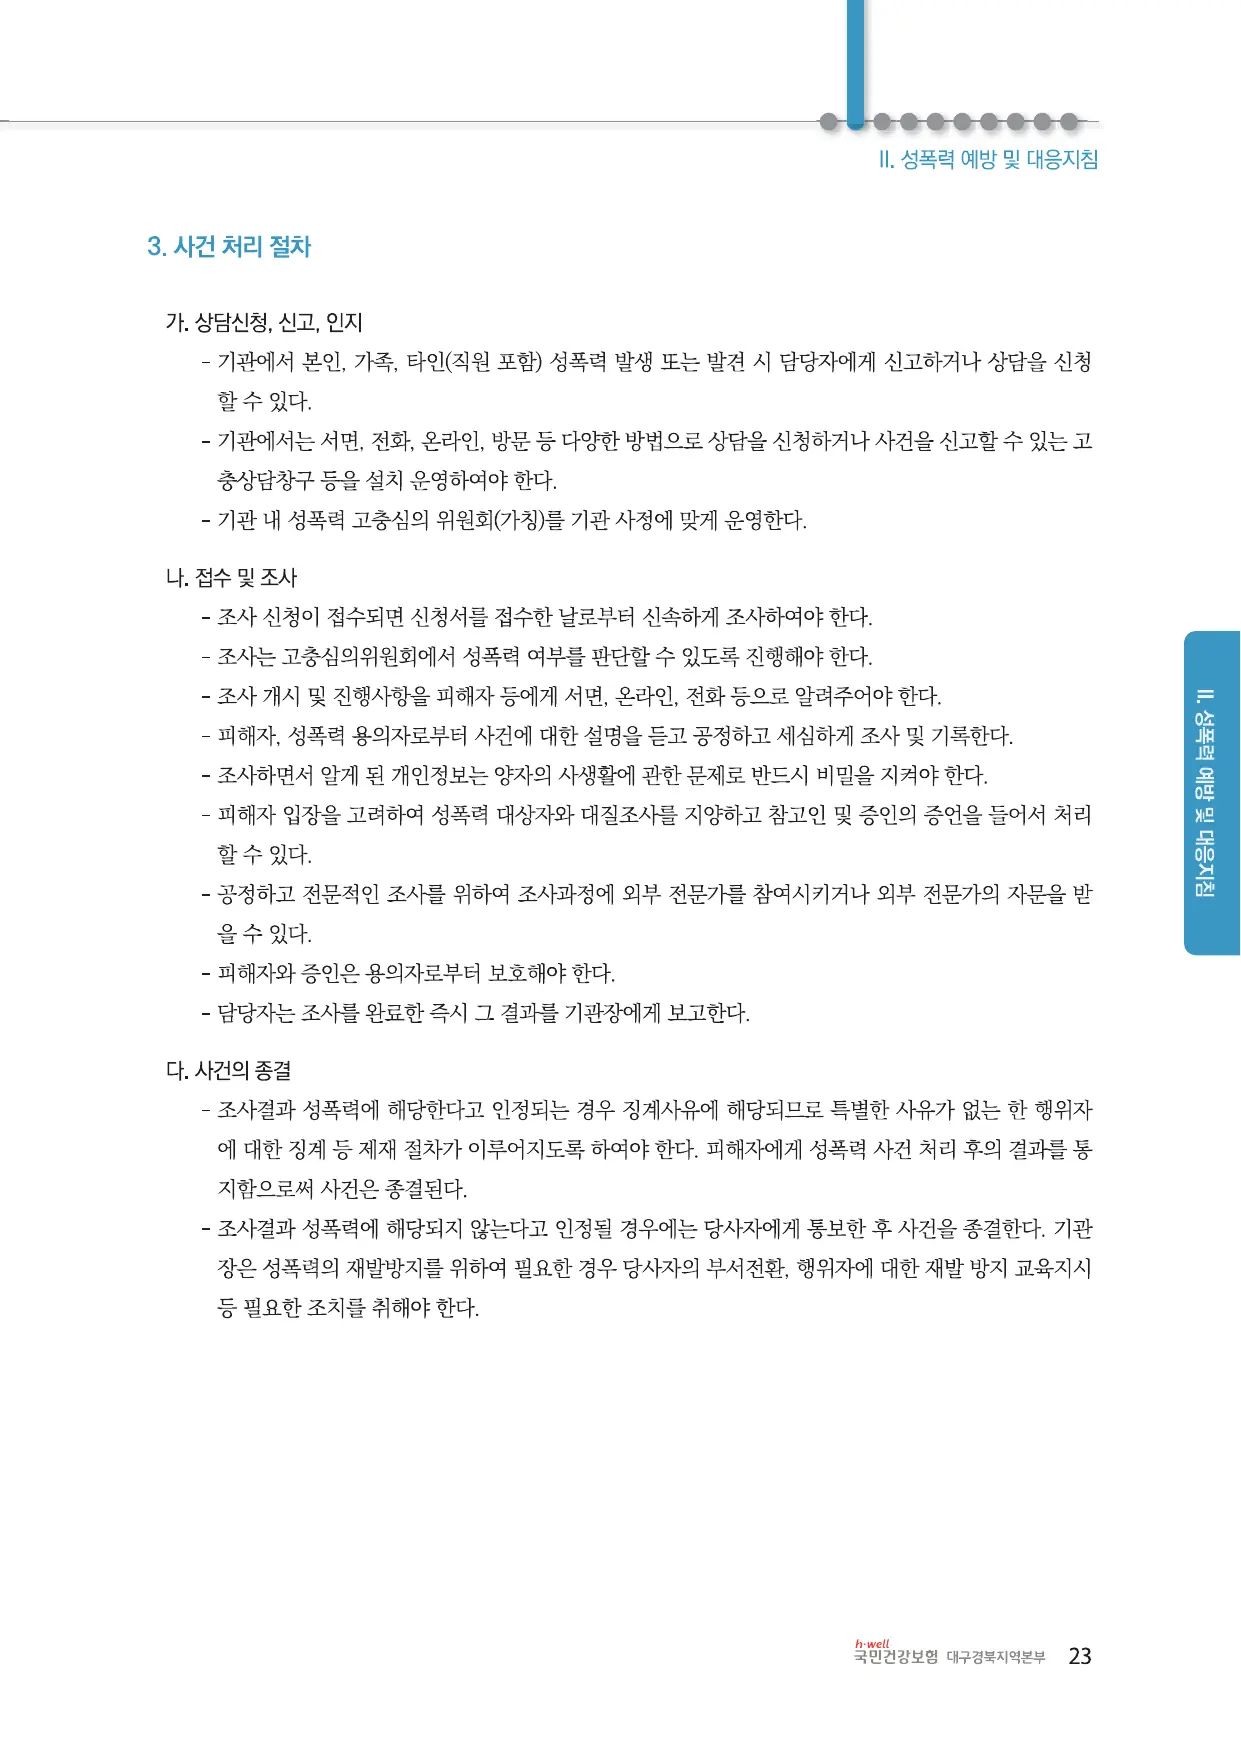 II. 성폭력 예방 및 대응지침
3. 사건 처리 절차
가. 상담신청, 신고, 인지
- 기관에서 본인, 가족, 타인(직원 포함) 성폭력 발생 또는 발견 시 담당자에게 신고하거나 상담을 신청
할 수 있다.
- 기관에서는 서면, 전화, 온라인, 방문 등 다양한 방법으로 상담을 신청하거나 사건을 신고할 수 있는 고
충상담창구 등을 설치 운영하여야 한다.
- 기관 내 성폭력 고충심의 위원회(가칭)를 기관 사정에 맞게 운영한다.
나. 접수 및 조사
- 조사 신청이 접수되면 신청서를 접수한 날로부터 신속하게 조사하여야 한다.
- 조사는 고충심의위원회에서 성폭력 여부를 판단할 수 있도록 진행해야 한다.
- 조사 개시 및 진행사항을 피해자 등에게 서면, 온라인, 전화 등으로 알려주어야 한다.
- 피해자, 성폭력 용의자로부터 사건에 대한 설명을 듣고 공정하고 세심하게 조사 및 기록한다.
- 조사하면서 알게 된 개인정보는 양자의 사생활에 관한 문제로 반드시 비밀을 지켜야 한다.
- 피해자 입장을 고려하여 성폭력 대상자와 대질조사를 지양하고 참고인 및 증인의 증언을 들어서 처리
할 수 있다.
- 공정하고 전문적인 조사를 위하여 조사과정에 외부 전문가를 참여시키거나 외부 전문가의 자문을 받
을 수 있다.
- 피해자와 증인은 용의자로부터 보호해야 한다.
- 담당자는 조사를 완료한 즉시 그 결과를 기관장에게 보고한다.
다. 사건의 종결
- 조사결과 성폭력에 해당한다고 인정되는 경우 징계사유에 해당되므로 특별한 사유가 없는 한 행위자
에 대한 징계 등 제재 절차가 이루어지도록 하여야 한다. 피해자에게 성폭력 사건 처리 후의 결과를 통
지함으로써 사건은 종결된다.
- 조사결과 성폭력에 해당되지 않는다고 인정될 경우에는 당사자에게 통보한 후 사건을 종결한다. 기관
장은 성폭력의 재발방지를 위하여 필요한 경우 당사자의 부서전환, 행위자에 대한 재발 방지 교육지시
등 필요한 조치를 취해야 한다.
II. 성폭력 예방 및 대응지침
h·well
국민건강보험 대구경북지역본부 23